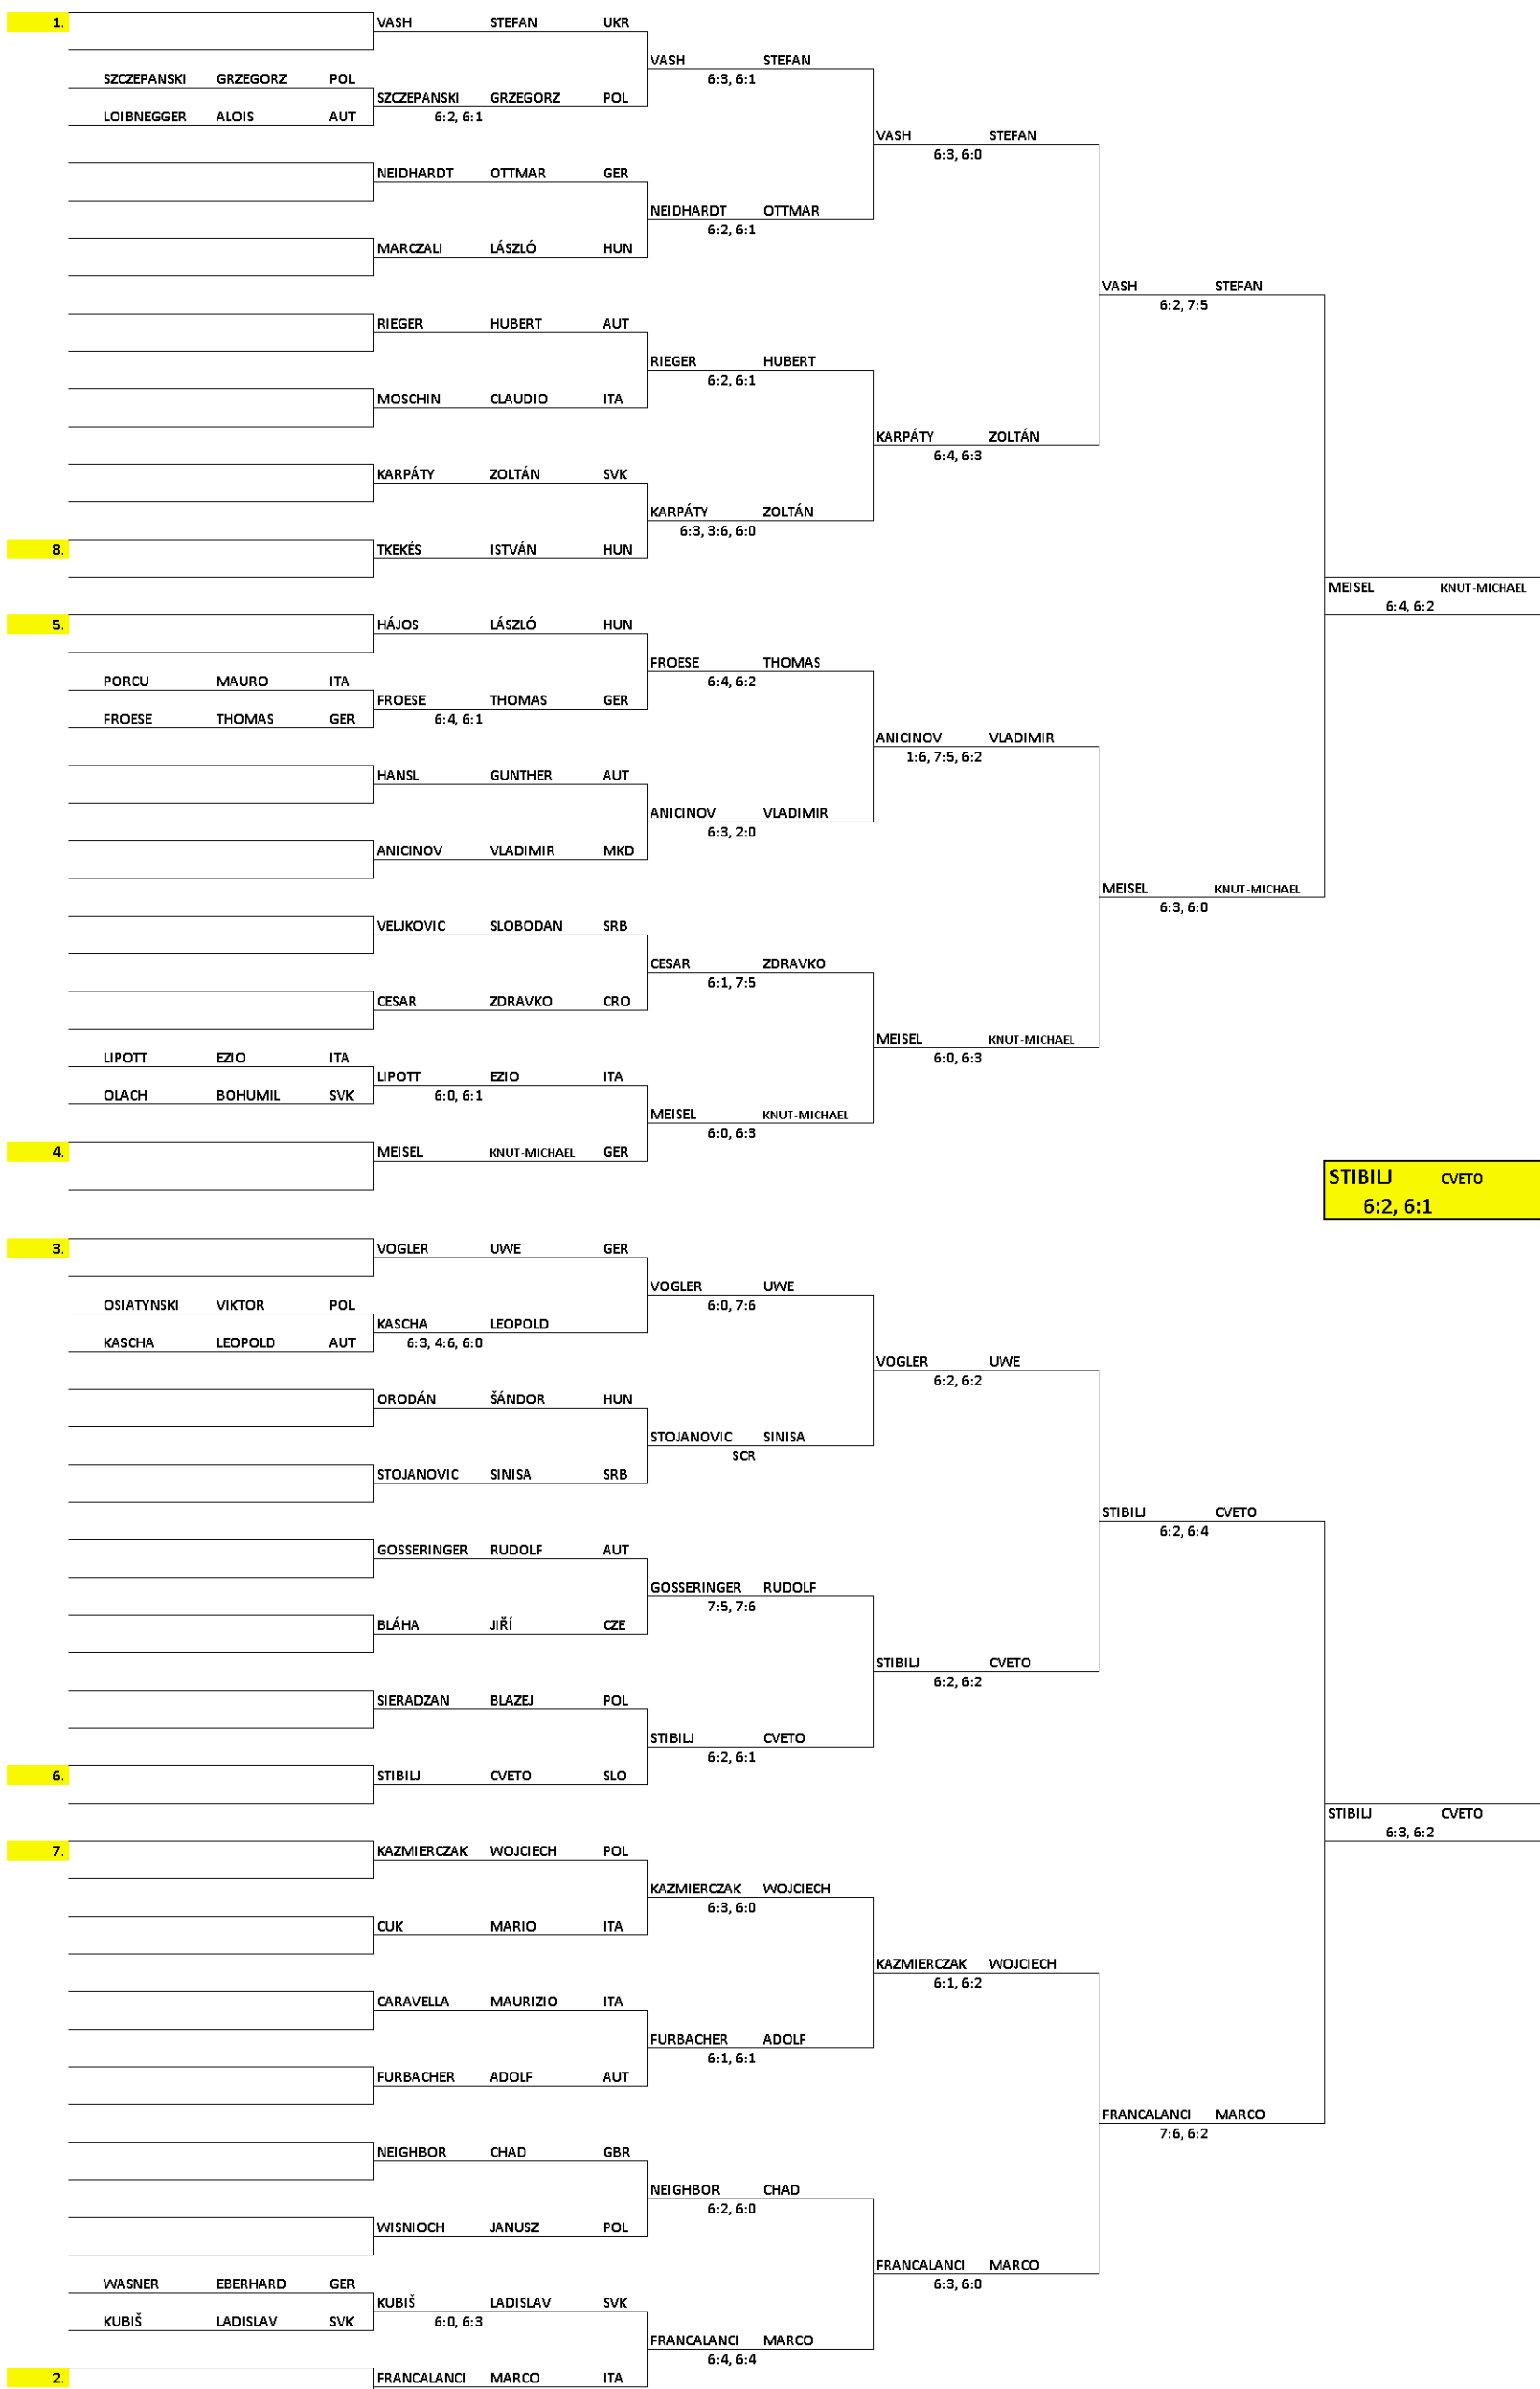 1.
VASH STEFAN UKR
VASH STEFAN
6:3, 6:1
SZCZEPANSKI GRZEGORZ POL
SZCZEPANSKI GRZEGORZ POL
LOIBNEGGER ALOIS AUT
6:2, 6:1
VASH STEFAN
6:3, 6:0
NEIDHARDT OTTMAR GER
NEIDHARDT OTTMAR
6:2, 6:1
MARCZALI LÁSZLÓ HUN
VASH STEFAN
6:2, 7:5
RIEGER HUBERT AUT
RIEGER HUBERT
6:2, 6:1
MOSCHIN CLAUDIO ITA
KARPÁTY ZOLTÁN
6:4, 6:3
KARPÁTY ZOLTÁN SVK
KARPÁTY ZOLTÁN
6:3, 3:6, 6:0
8.
TKEKÉS ISTVÁN HUN
MEISEL KNUT-MICHAEL
6:4, 6:2
5.
HÁJOS LÁSZLÓ HUN
FROESE THOMAS
6:4, 6:2
PORCU MAURO ITA
FROESE THOMAS GER
FROESE THOMAS GER
6:4, 6:1
ANICINOV VLADIMIR
1:6, 7:5, 6:2
HANSL GUNTHER AUT
ANICINOV VLADIMIR
6:3, 2:0
ANICINOV VLADIMIR MKD
MEISEL KNUT-MICHAEL
6:3, 6:0
VELJKOVIC SLOBODAN SRB
CESAR ZDRAVKO
6:1, 7:5
CESAR ZDRAVKO CRO
MEISEL KNUT-MICHAEL
6:0, 6:3
LIPOTT EZIO ITA
LIPOTT EZIO ITA
OLACH BOHUMIL SVK
6:0, 6:1
MEISEL KNUT-MICHAEL
6:0, 6:3
4.
MEISEL KNUT-MICHAEL GER
STIBILJ CVETO
6:2, 6:1
3.
VOGLER UWE GER
VOGLER UWE
6:0, 7:6
OSIATYNSKI VIKTOR POL
KASCHA LEOPOLD
KASCHA LEOPOLD AUT
6:3, 4:6, 6:0
VOGLER UWE
6:2, 6:2
ORODÁN ŠÁNDOR HUN
STOJANOVIC SINISA
SCR
STOJANOVIC SINISA SRB
STIBILJ CVETO
6:2, 6:4
GOSSERINGER RUDOLF AUT
GOSSERINGER RUDOLF
7:5, 7:6
BLÁHA JIŘÍ CZE
STIBILJ CVETO
6:2, 6:2
SIERADZAN BLAZEJ POL
STIBILJ CVETO
6:2, 6:1
6.
STIBILJ CVETO SLO
STIBILJ CVETO
6:3, 6:2
7.
KAZMIERCZAK WOJCIECH POL
KAZMIERCZAK WOJCIECH
6:3, 6:0
CUK MARIO ITA
KAZMIERCZAK WOJCIECH
6:1, 6:2
CARAVELLA MAURIZIO ITA
FURBACHER ADOLF
6:1, 6:1
FURBACHER ADOLF AUT
FRANCALANCI MARCO
7:6, 6:2
NEIGHBOR CHAD GBR
NEIGHBOR CHAD
6:2, 6:0
WISNIOCH JANUSZ POL
FRANCALANCI MARCO
6:3, 6:0
WASNER EBERHARD GER
KUBIŠ LADISLAV SVK
KUBIŠ LADISLAV SVK
6:0, 6:3
FRANCALANCI MARCO
6:4, 6:4
2.
FRANCALANCI MARCO ITA